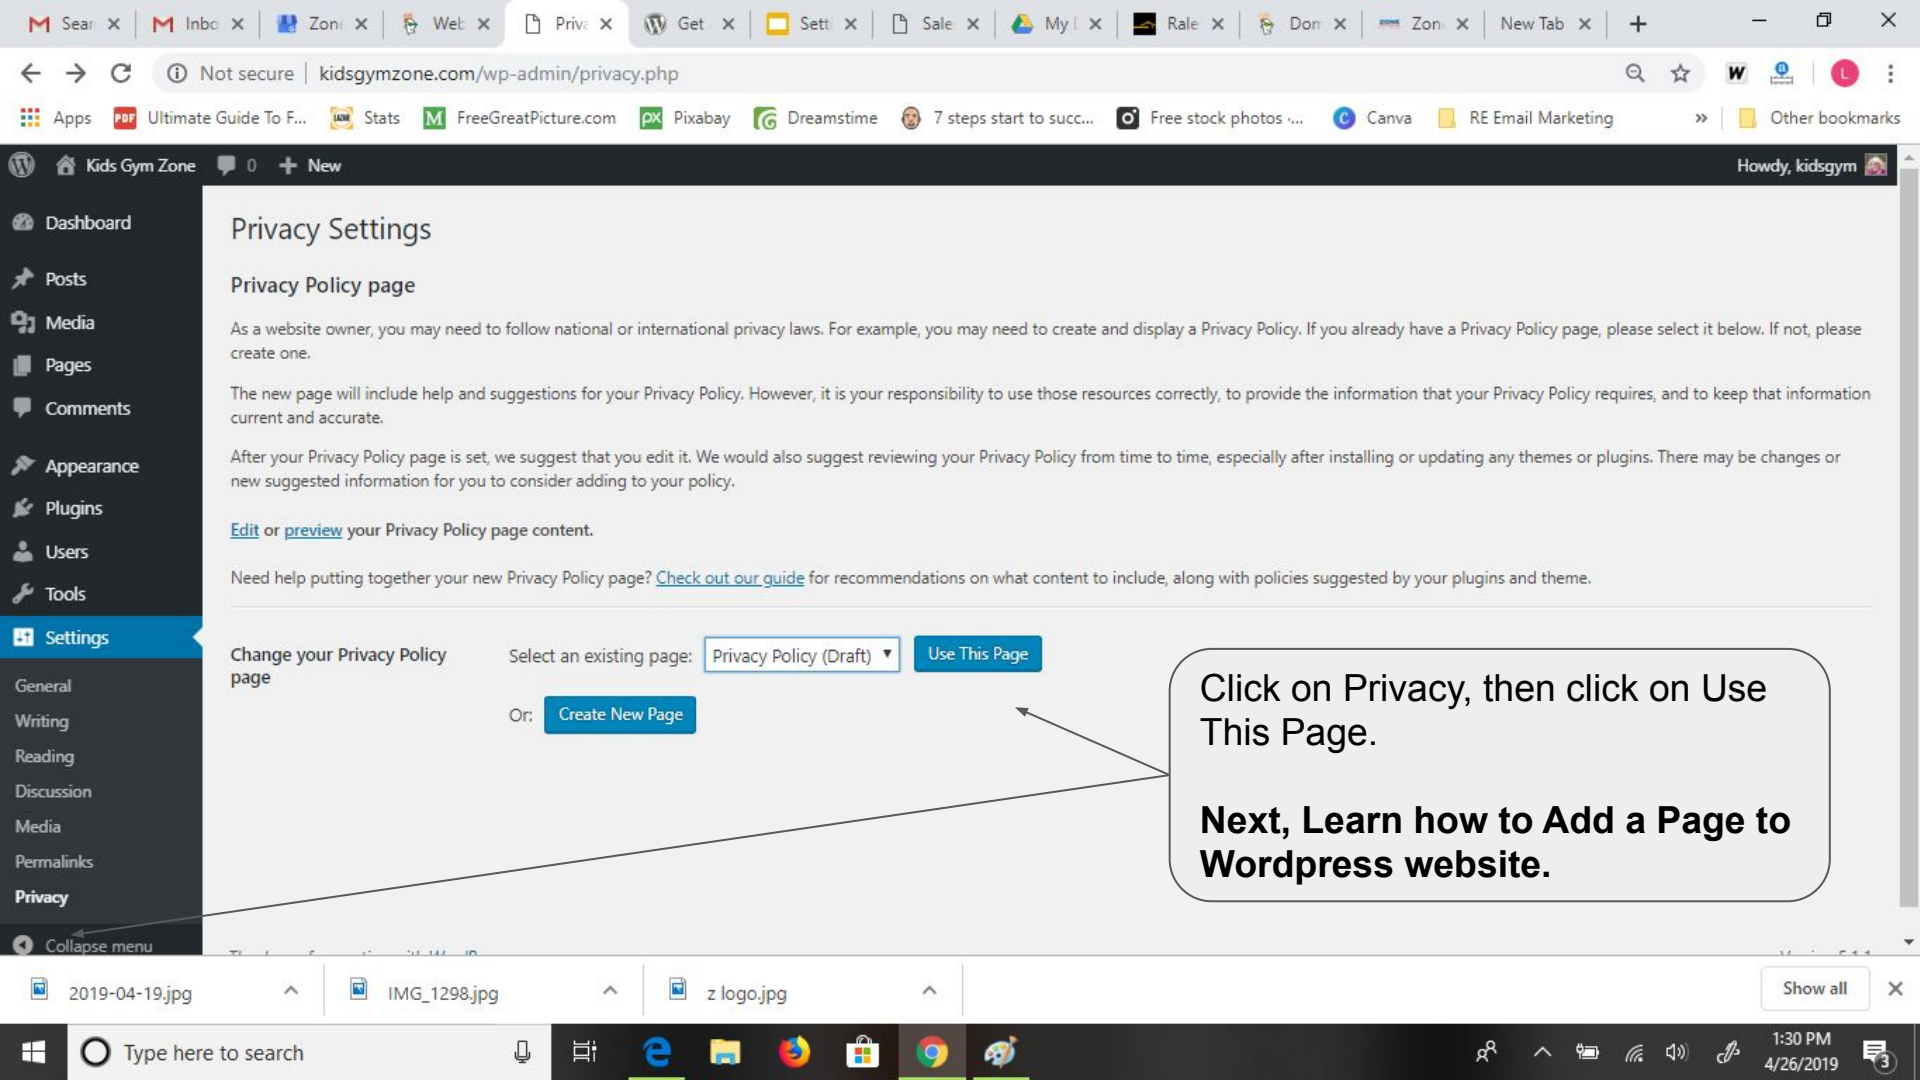 Sear
Inbo
Zone
Web
Priva
Get
Setti
Sale
My
Rale
Dom
Zon
New Tab
Not secure | kidsgymzone.com/wp-admin/privacy.php
Apps
Ultimate Guide To F...
Stats
FreeGreatPicture.com
Pixabay
Dreamstime
7 steps start to succ...
Free stock photos -...
Canva
RE Email Marketing
»
Other bookmarks
Kids Gym Zone
0
+ New
Howdy, kidsgym
Dashboard
Posts
Media
Pages
Comments
Appearance
Plugins
Users
Tools
Settings
General
Writing
Reading
Discussion
Media
Permalinks
Privacy
Collapse menu
Privacy Settings
Privacy Policy page
As a website owner, you may need to follow national or international privacy laws. For example, you may need to create and display a Privacy Policy. If you already have a Privacy Policy page, please select it below. If not, please
create one.
The new page will include help and suggestions for your Privacy Policy. However, it is your responsibility to use those resources correctly, to provide the information that your Privacy Policy requires, and to keep that information
current and accurate.
After your Privacy Policy page is set, we suggest that you edit it. We would also suggest reviewing your Privacy Policy from time to time, especially after installing or updating any themes or plugins. There may be changes or
new suggested information for you to consider adding to your policy.
Edit or preview your Privacy Policy page content.
Need help putting together your new Privacy Policy page? Check out our guide for recommendations on what content to include, along with policies suggested by your plugins and theme.
Change your Privacy Policy
page
Select an existing page: Privacy Policy (Draft) Use This Page
Or: Create New Page
Click on Privacy, then click on Use
This Page.
Next, Learn how to Add a Page to
Wordpress website.
2019-04-19.jpg
IMG_1298.jpg
z logo.jpg
Show all
Type here to search
1:30 PM
4/26/2019
3